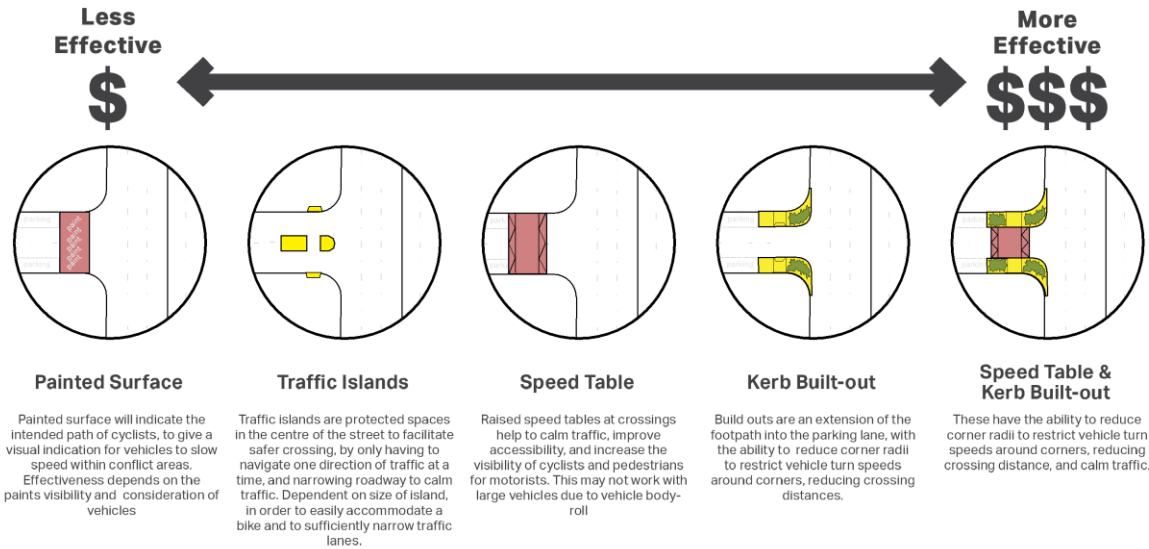 Less
Effective
$
More
Effective
$$$
parking
parking
paint
paint
paint
paint
paint
parking
parking
Painted Surface
Painted surface will indicate the
intended path of cyclists, to give a
visual indication for vehicles to slow
speed within conflict areas.
Effectiveness depends on the
paints visibility and consideration of
vehicles
Traffic Islands
Traffic islands are protected spaces
in the centre of the street to facilitate
safer crossing, by only having to
navigate one direction of traffic at a
time, and narrowing roadway to calm
traffic. Dependent on size of island,
in order to easily accommodate a
bike and to sufficiently narrow traffic
lanes.
Speed Table
Raised speed tables at crossings
help to calm traffic, improve
accessibility, and increase the
visibility of cyclists and pedestrians
for motorists. This may not work with
large vehicles due to vehicle body-
roll
Kerb Built-out
Build outs are an extension of the
footpath into the parking lane, with
the ability to reduce corner radii
to restrict vehicle turn speeds
around corners, reducing crossing
distances.
Speed Table &
Kerb Built-out
These have the ability to reduce
corner radii to restrict vehicle turn
speeds around corners, reducing
crossing distance, and calm traffic.